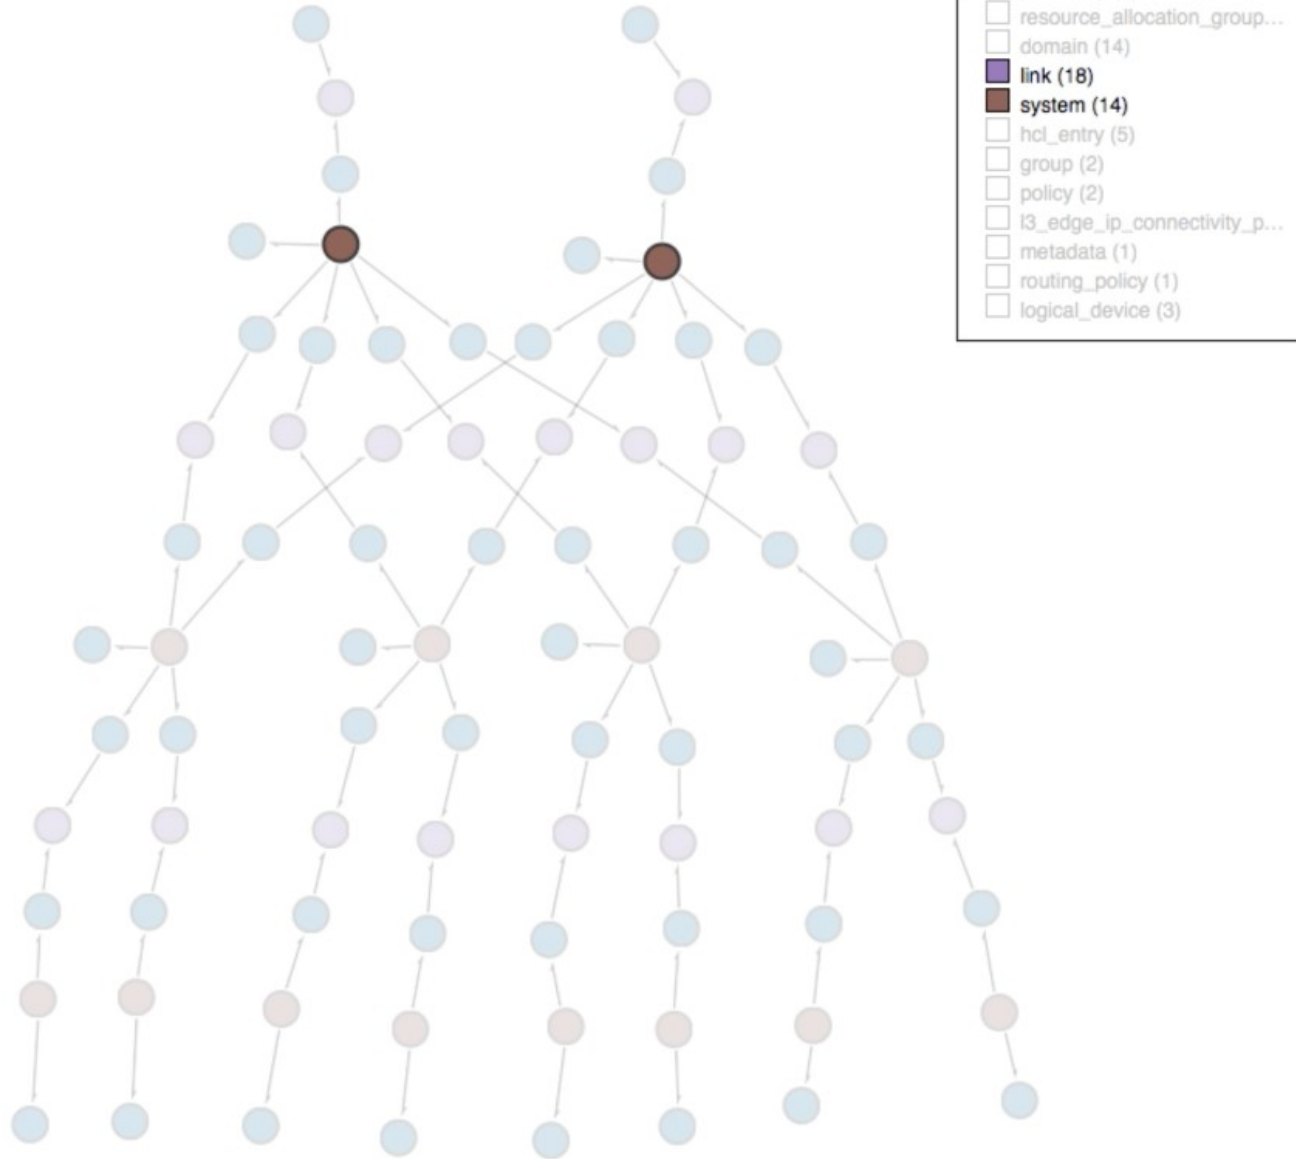 resource_allocation_group...
domain (14)
link (18)
system (14)
hcl_entry (5)
group (2)
policy (2)
l3_edge_ip_connectivity_p...
metadata (1)
routing_policy (1)
logical_device (3)